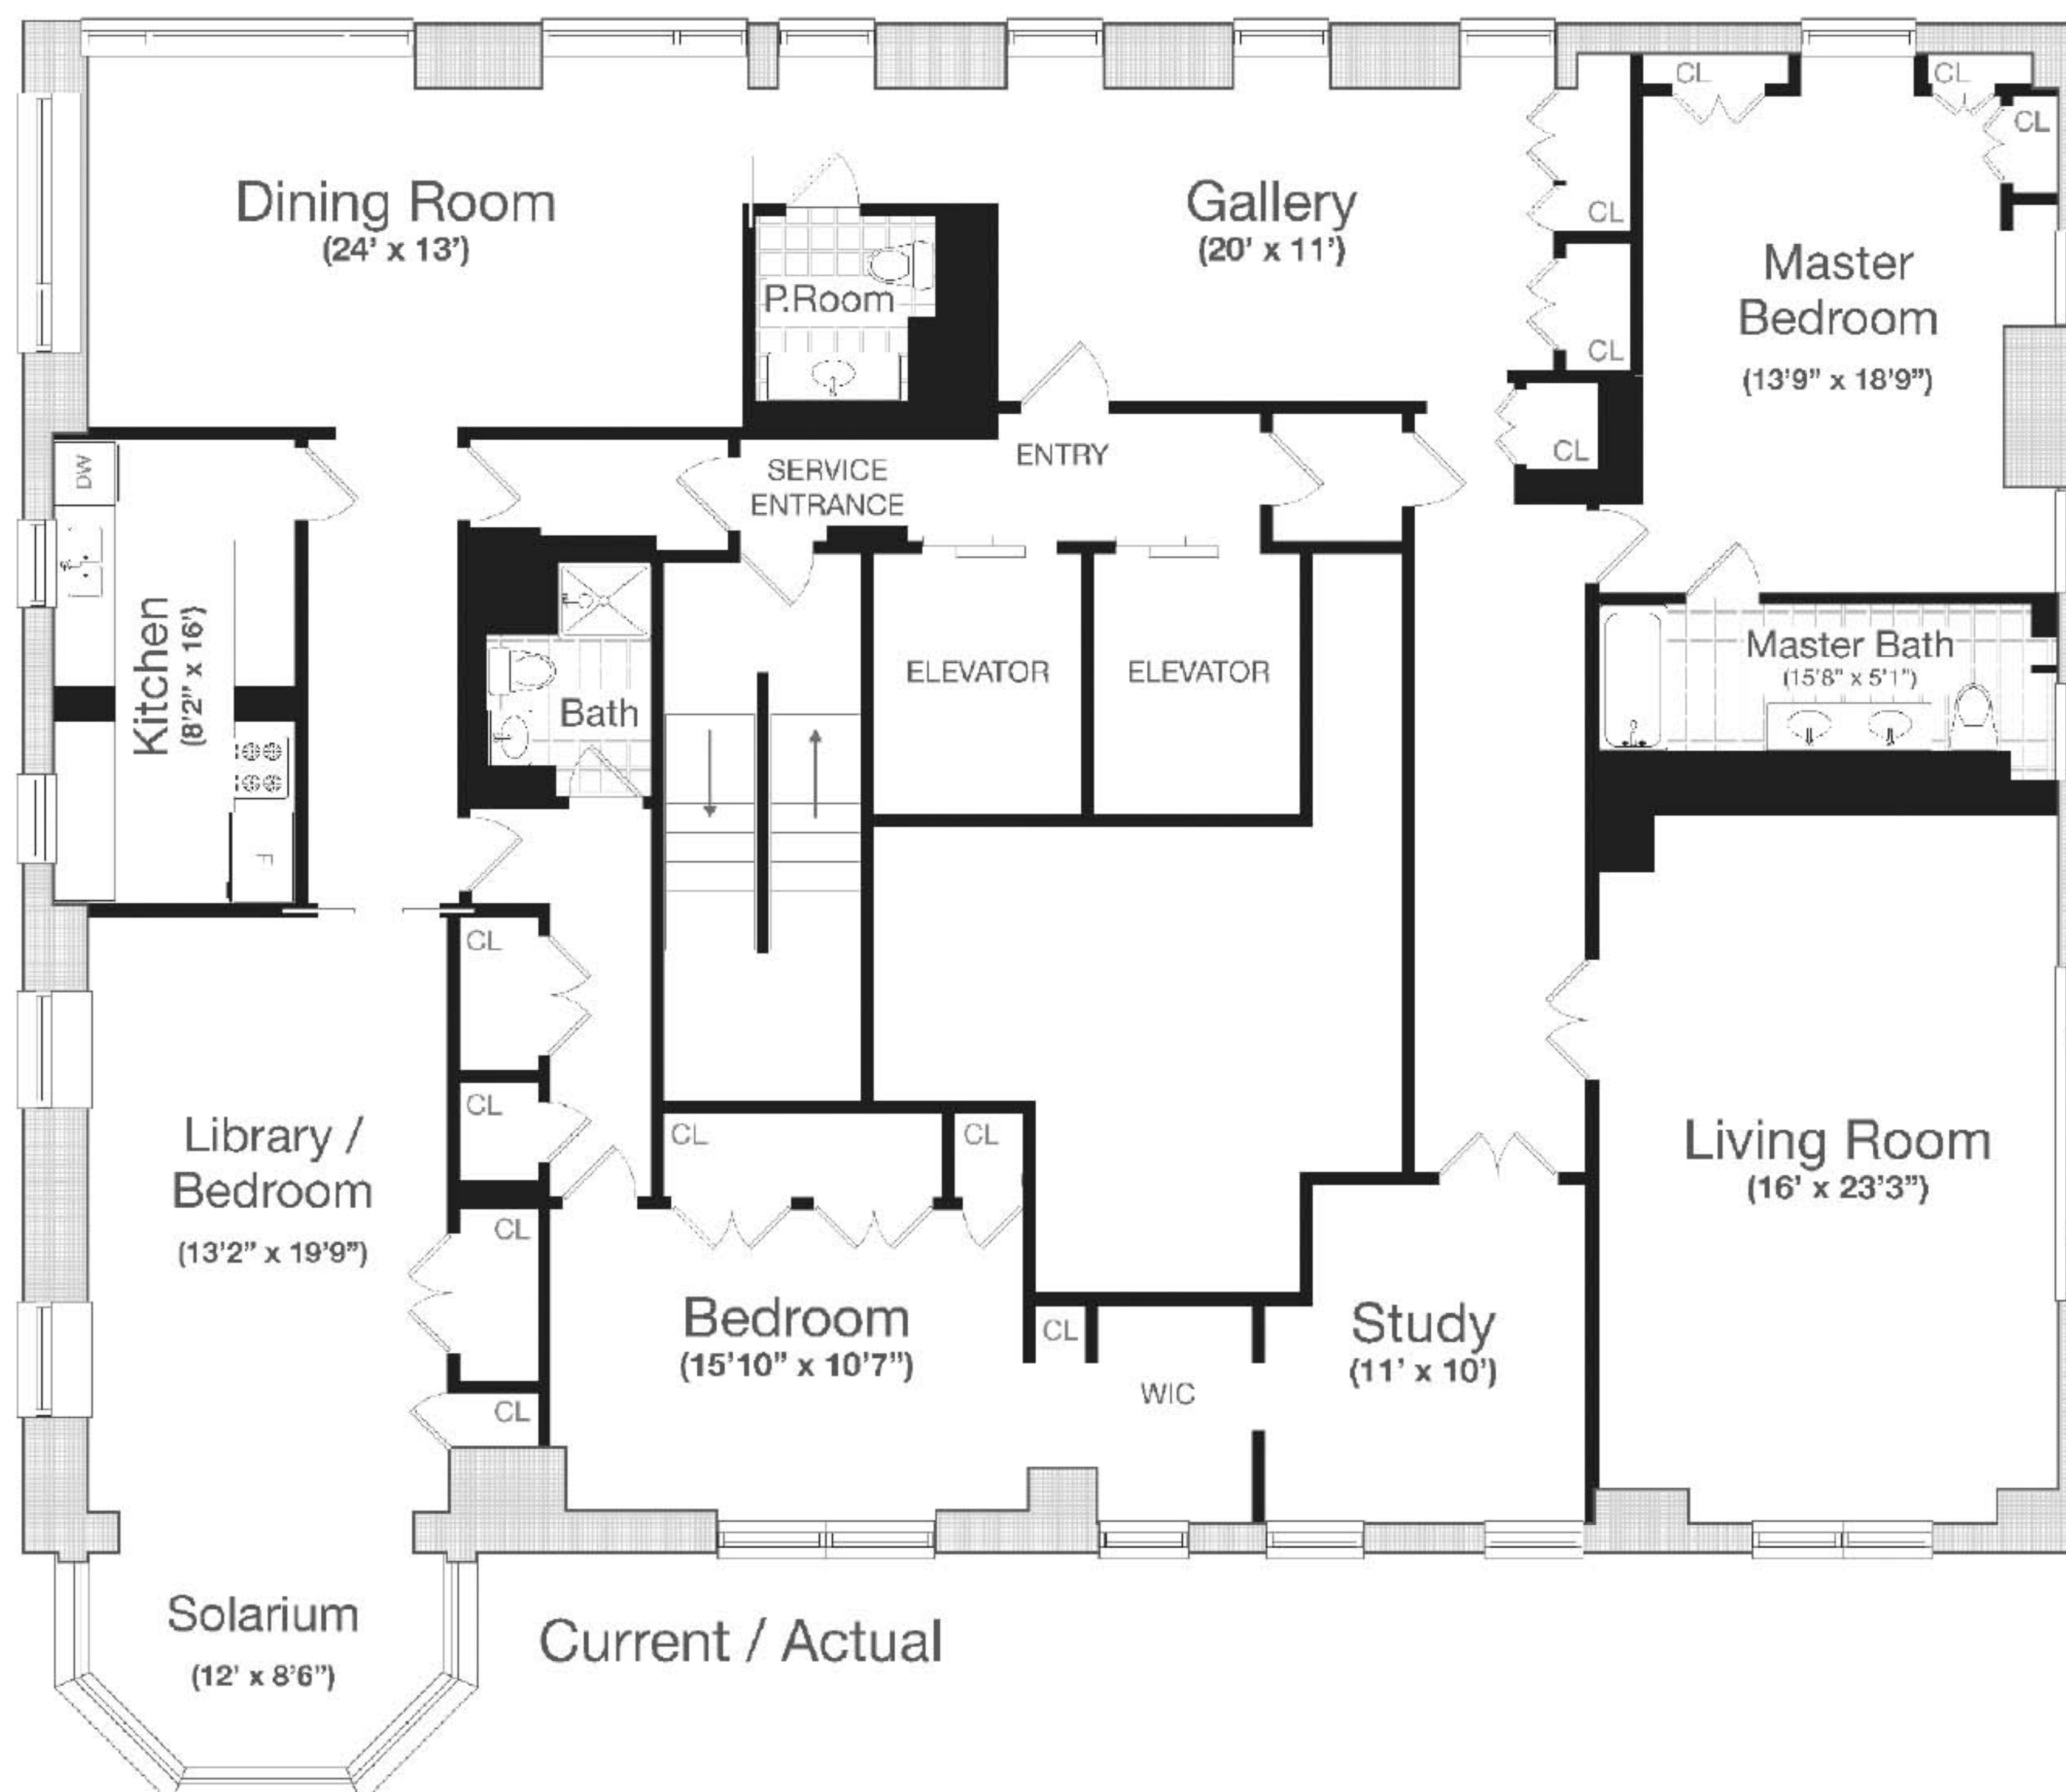 CL
CL
CL
Dining Room
(24' x 13')
Gallery
(20' x 11')
CL
P.Room
Master
Bedroom
(13'9" x 18'9")
CL
CL
DW
SERVICE
ENTRANCE
ENTRY
Kitchen
(8'2" x 16')
Bath
ELEVATOR
ELEVATOR
Master Bath
(15'8" x 5'1")
F
CL
CL
CL
CL
Library /
Bedroom
(13'2" x 19'9")
CL
CL
Living Room
(16' x 23'3")
Bedroom
(15'10" x 10'7")
CL
WIC
Study
(11' x 10')
Solarium
(12' x 8'6")
Current / Actual